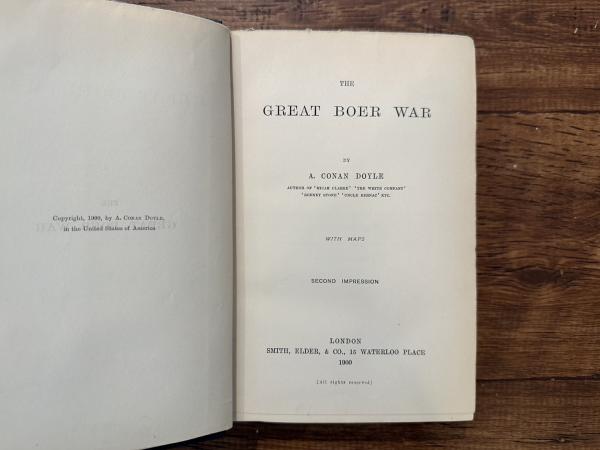 Copyright, 1900, by A. CONAN DOYLE,
in the United States of America
THE
GREAT BOER WAR
BY
A. CONAN DOYLE
AUTHOR OF 'MICAH CLARKE' 'THE WHITE COMPANY'
'RODNEY STONE' 'UNCLE BERNAC' ETC.
WITH MAPS
SECOND IMPRESSION
LONDON
SMITH, ELDER, & CO., 15 WATERLOO PLACE
1900
[All rights reserved]